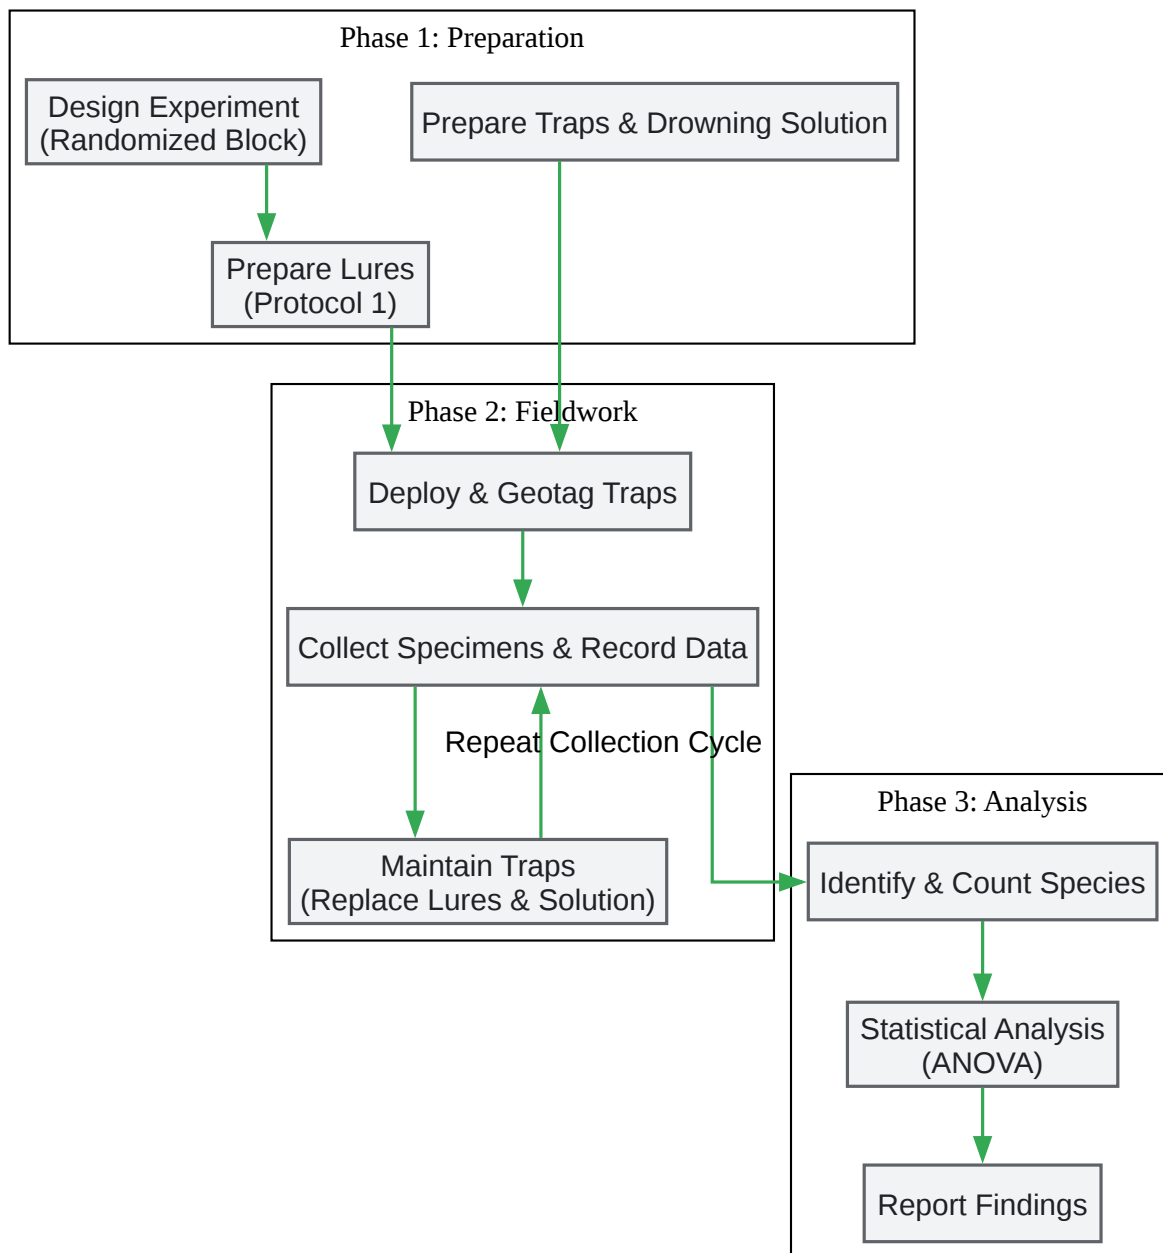 Phase 1: Preparation
Design Experiment
(Randomized Block)
Prepare Traps & Drowning Solution
Prepare Lures
(Protocol 1)
Phase 2: Fieldwork
Deploy & Geotag Traps
Collect Specimens & Record Data
Repeat Collection Cycle
Maintain Traps
(Replace Lures & Solution)
Phase 3: Analysis
Identify & Count Species
Statistical Analysis
(ANOVA)
Report Findings